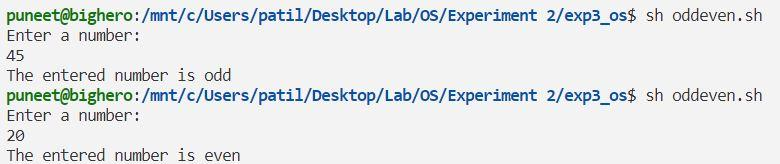 puneet@bighero:/mnt/c/Users/patil/Desktop/Lab/OS/Experiment 2/exp3_os$ sh oddeven.sh
Enter a number:
45
The entered number is odd
puneet@bighero:/mnt/c/Users/patil/Desktop/Lab/OS/Experiment 2/exp3_os$ sh oddeven.sh
Enter a number:
20
The entered number is even